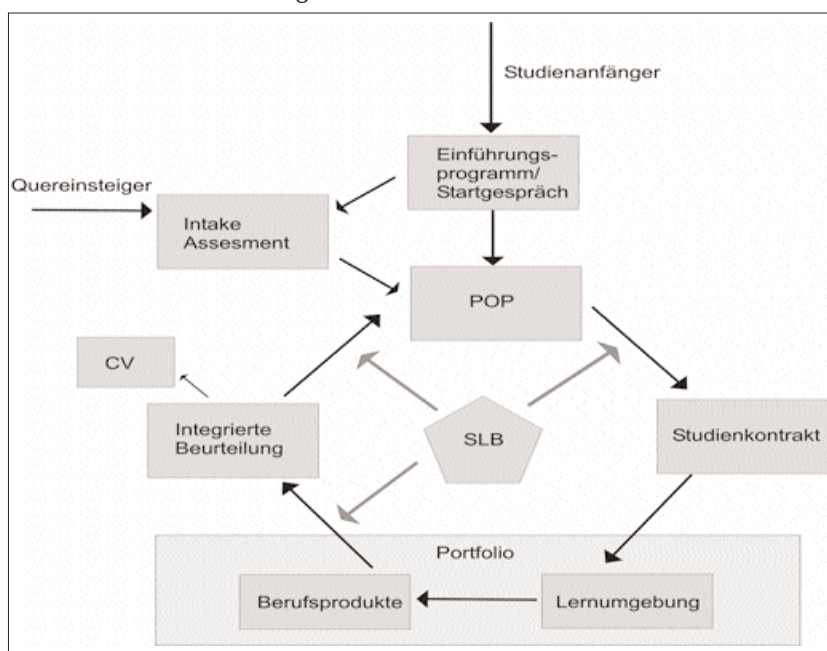 Studienanfänger
Einführungs-
programm/
Startgespräch
Quereinsteiger
Intake
Assesment
POP
CV
Integrierte
Beurteilung
SLB
Studienkontrakt
Portfolio
Berufsprodukte
Lernumgebung